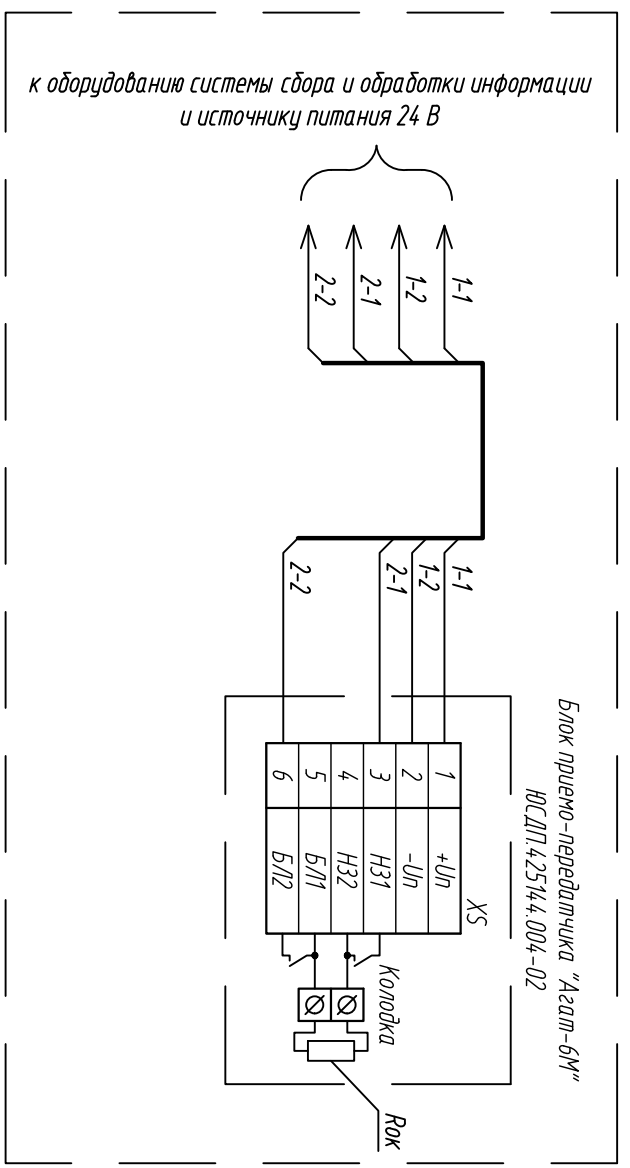 к оборудованию системы сбора и обработки информации
и источнику питания 24 В
2-2
2-1
1-2
1-1
2-2
2-1
1-2
1-1
Блок приемо-передатчика "Агат-6М"
ЮСДП.425144.004-02
XS
1 +Uп
2 -Uп
3 НЗ1
4 НЗ2
5 БЛ1
6 БЛ2
Колодка
Rок